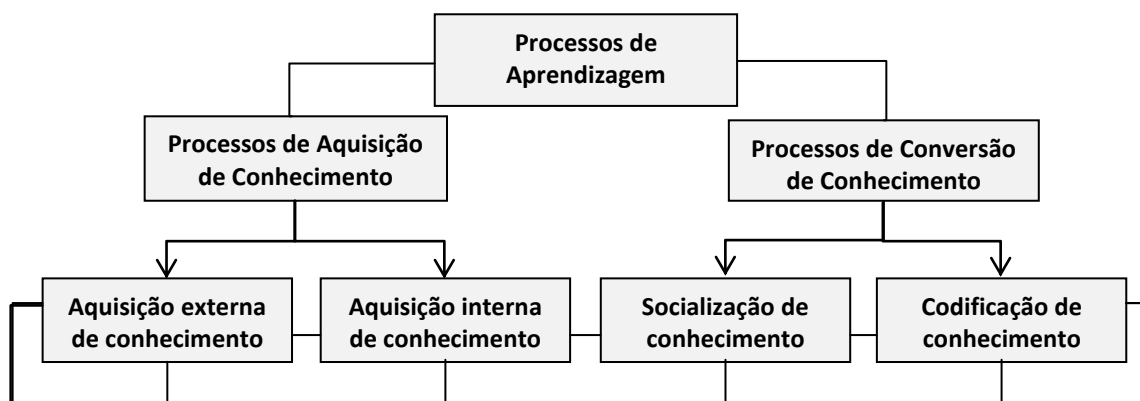 Processos de
Aprendizagem
Processos de Aquisição
de Conhecimento
Processos de Conversão
de Conhecimento
Aquisição externa
de conhecimento
Aquisição interna
de conhecimento
Socialização de
conhecimento
Codificação de
conhecimento